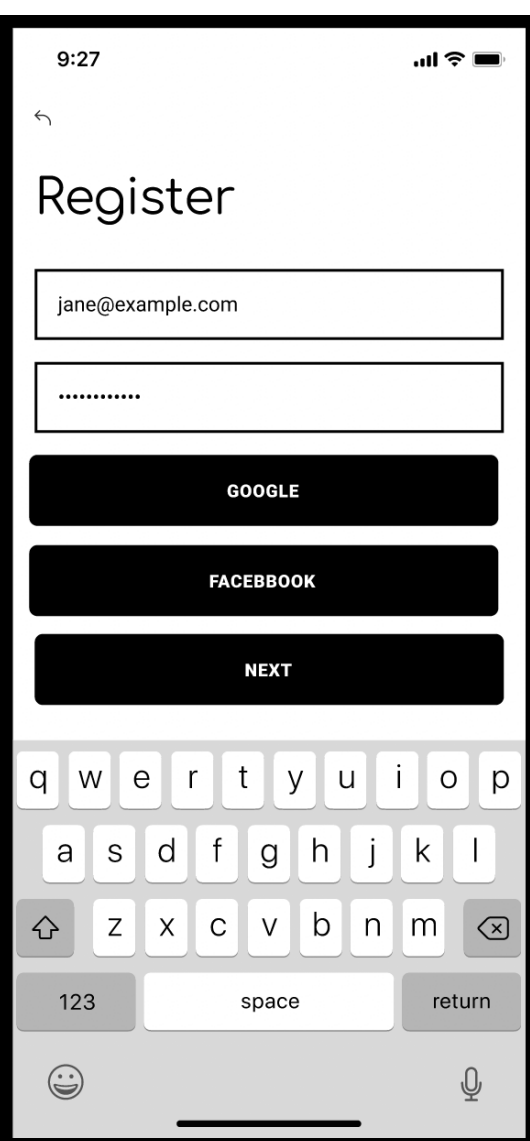 9:27
Register
jane@example.com
••••••••••••
GOOGLE
FACEBBOOK
NEXT
q w e r t y u i o p
a s d f g h j k l
z x c v b n m
123 space return